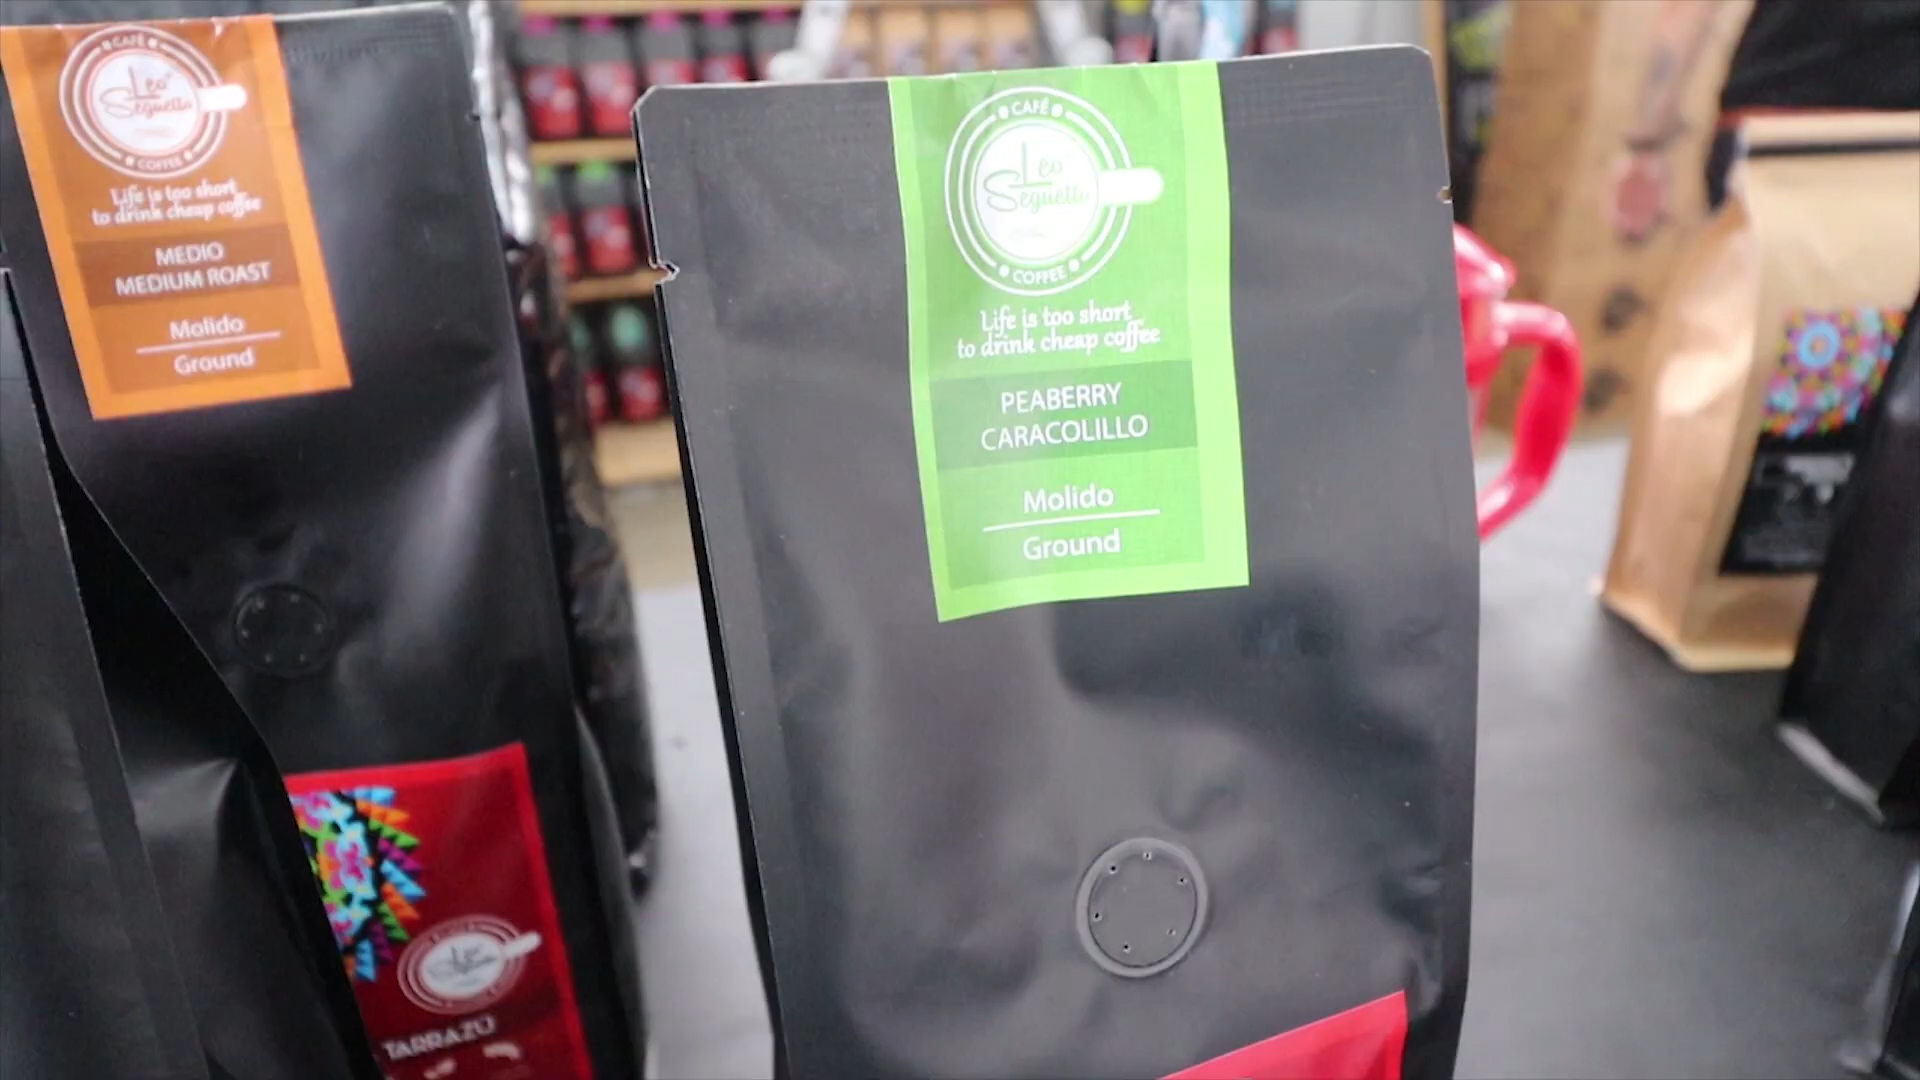 CAFÉ
Leo
Seguetta
COFFEE
Life is too short
to drink cheap coffee
MEDIO
MEDIUM ROAST
Molido
Ground
CAFÉ
Leo
Seguetta
COFFEE
Life is too short
to drink cheap coffee
PEABERRY
CARACOLILLO
Molido
Ground
TARRAZU